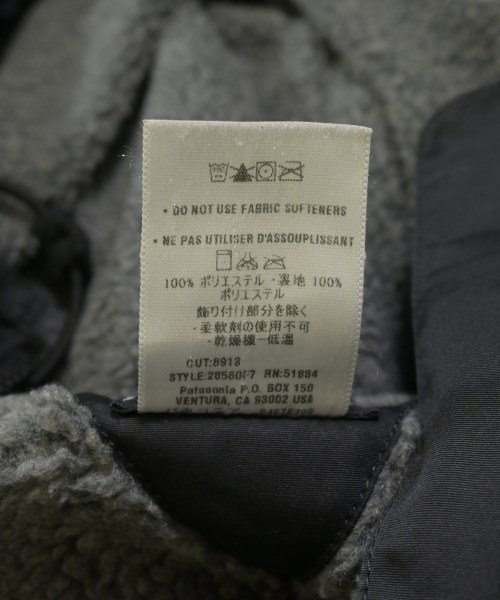 • DO NOT USE FABRIC SOFTENERS
• NE PAS UTILISER D'ASSOUPLISSANT
100% ポリエステル・裏地 100%
ポリエステル
飾り付け部分を除く
・柔軟剤の使用不可
・乾燥機ー低温
CUT:8913
STYLE:28560F7 RN:51884
Patagonia P.O. BOX 150
VENTURA, CA 93002 USA